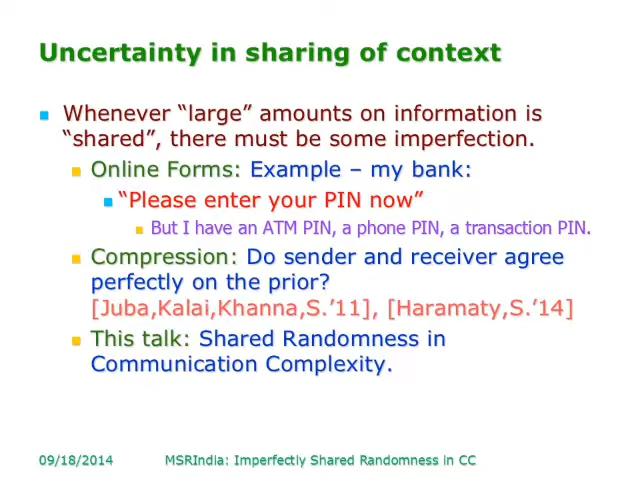 Uncertainty in sharing of context
Whenever “large” amounts on information is
“shared”, there must be some imperfection.
Online Forms: Example – my bank:
“Please enter your PIN now”
But I have an ATM PIN, a phone PIN, a transaction PIN.
Compression: Do sender and receiver agree
perfectly on the prior?
[Juba,Kalai,Khanna,S.’11], [Haramaty,S.’14]
This talk: Shared Randomness in
Communication Complexity.
09/18/2014 MSRIndia: Imperfectly Shared Randomness in CC